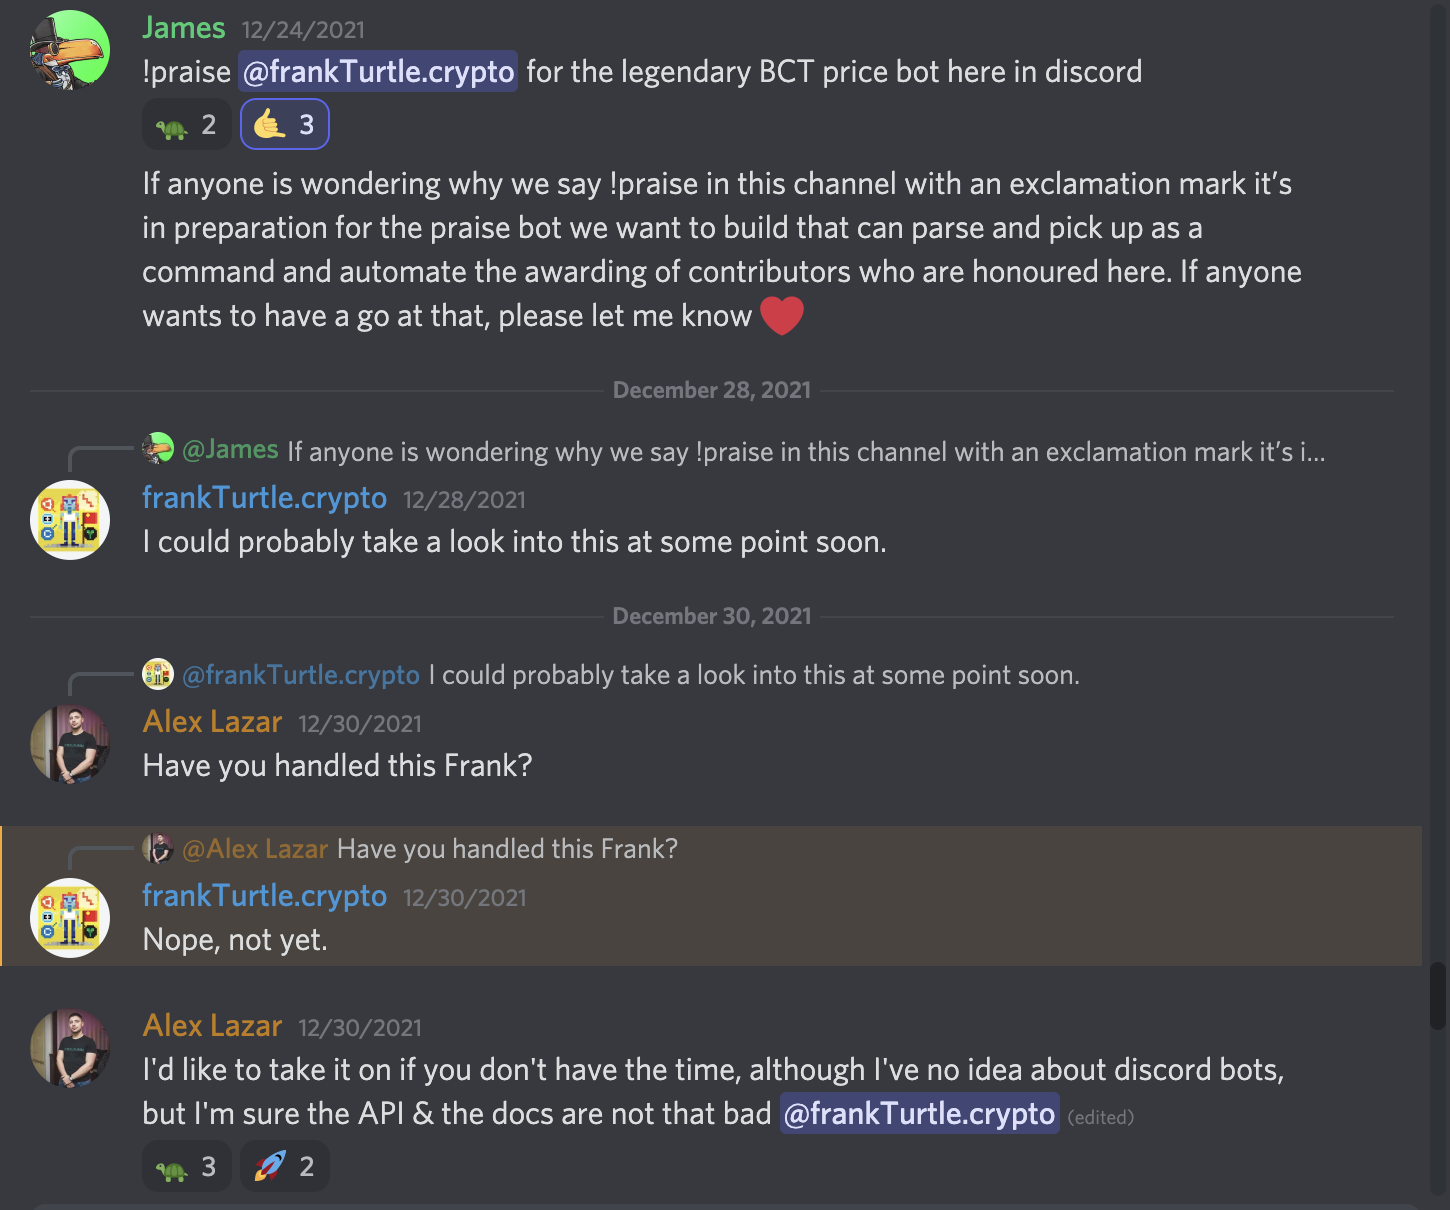 James 12/24/2021
!praise @frankTurtle.crypto for the legendary BCT price bot here in discord
2 3
If anyone is wondering why we say !praise in this channel with an exclamation mark it’s
in preparation for the praise bot we want to build that can parse and pick up as a
command and automate the awarding of contributors who are honoured here. If anyone
wants to have a go at that, please let me know
December 28, 2021
@James If anyone is wondering why we say !praise in this channel with an exclamation mark it’s i...
frankTurtle.crypto 12/28/2021
I could probably take a look into this at some point soon.
December 30, 2021
@frankTurtle.crypto I could probably take a look into this at some point soon.
Alex Lazar 12/30/2021
Have you handled this Frank?
@Alex Lazar Have you handled this Frank?
frankTurtle.crypto 12/30/2021
Nope, not yet.
Alex Lazar 12/30/2021
I'd like to take it on if you don't have the time, although I've no idea about discord bots,
but I'm sure the API & the docs are not that bad @frankTurtle.crypto (edited)
3 2